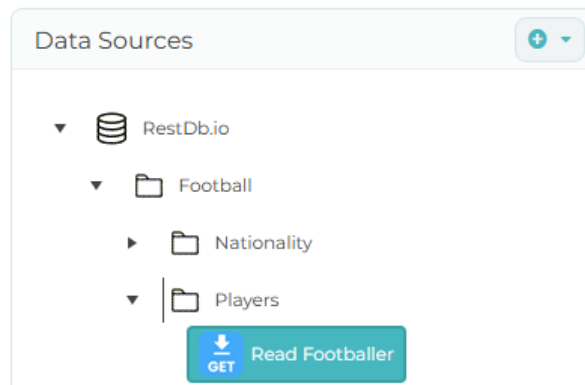 Data Sources
RestDb.io
Football
Nationality
Players
GET Read Footballer